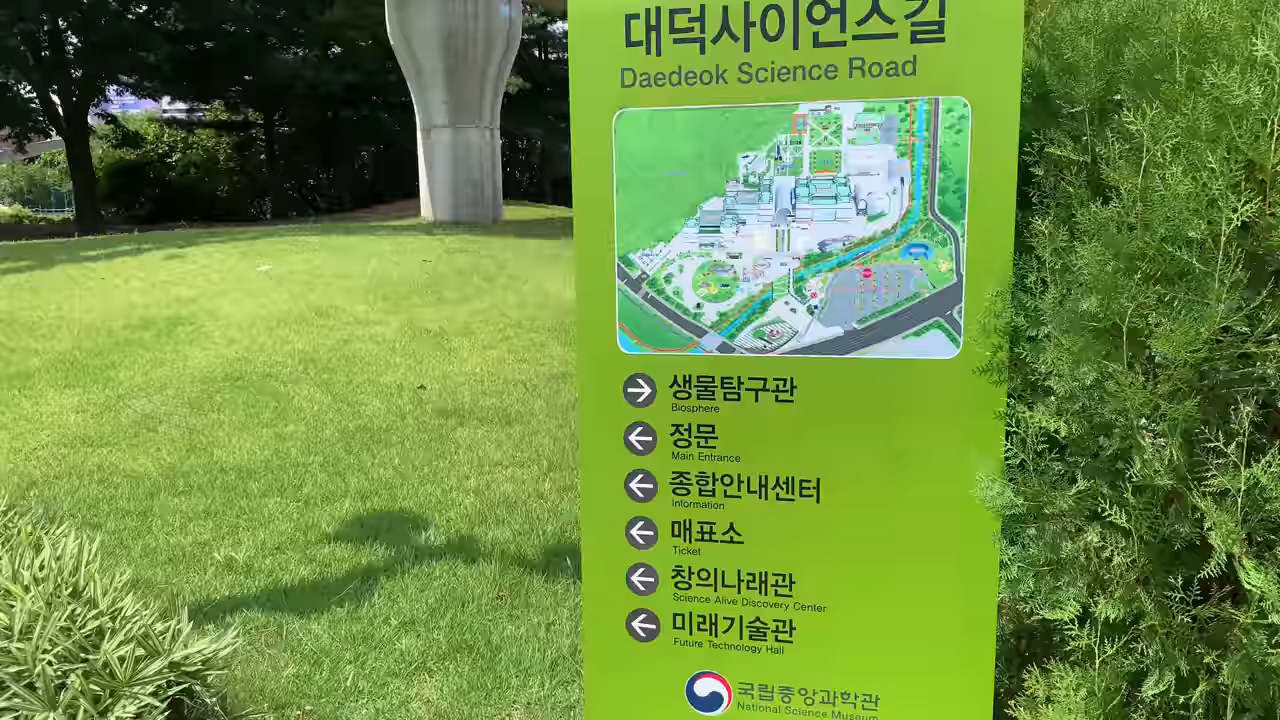 대덕사이언스길
Daedeok Science Road
생물탐구관
Biosphere
정문
Main Entrance
종합안내센터
Information
매표소
Ticket
창의나래관
Science Alive Discovery Center
미래기술관
Future Technology Hall
국립중앙과학관
National Science Museum